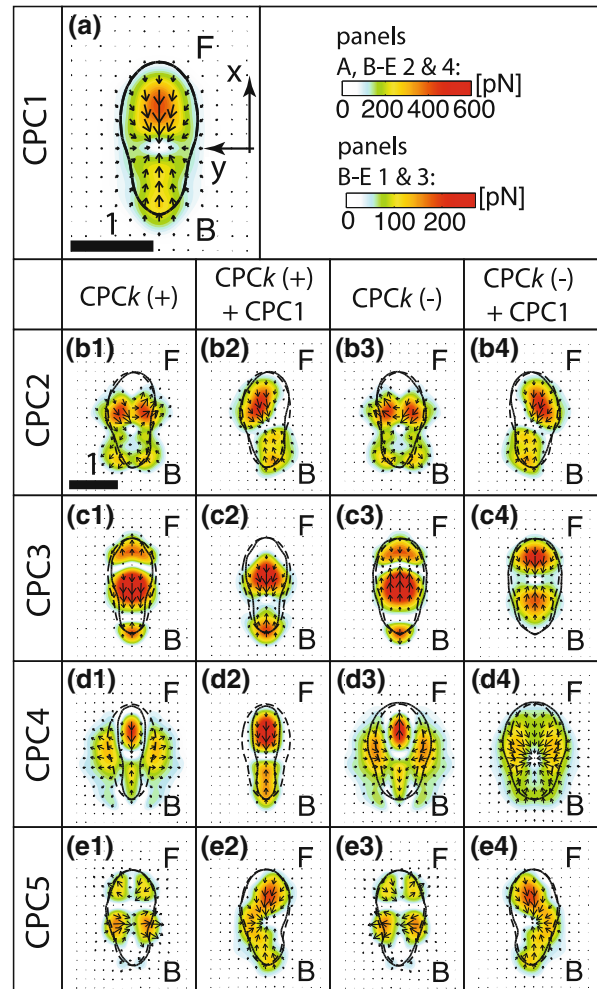 CPC1
(a)
F
x
y
1
B
panels
A, B-E 2 & 4:
[pN]
0 200 400 600
panels
B-E 1 & 3:
[pN]
0 100 200
CPCk (+)
CPCk (+)
+ CPC1
CPCk (-)
CPCk (-)
+ CPC1
CPC2
(b1) F
1
B
(b2) F
B
(b3) F
B
(b4) F
B
CPC3
(c1) F
B
(c2) F
B
(c3) F
B
(c4) F
B
CPC4
(d1) F
B
(d2) F
B
(d3) F
B
(d4) F
B
CPC5
(e1) F
B
(e2) F
B
(e3) F
B
(e4) F
B